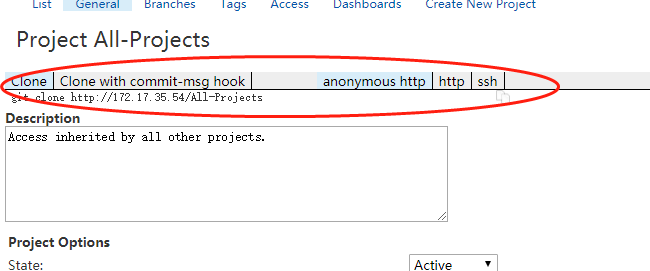 List General Branches Tags Access Dashboards Create New Project
Project All-Projects
Clone Clone with commit-msg hook anonymous http http ssh
git clone http://172.17.35.54/All-Projects
Description
Access inherited by all other projects.
Project Options
State: Active